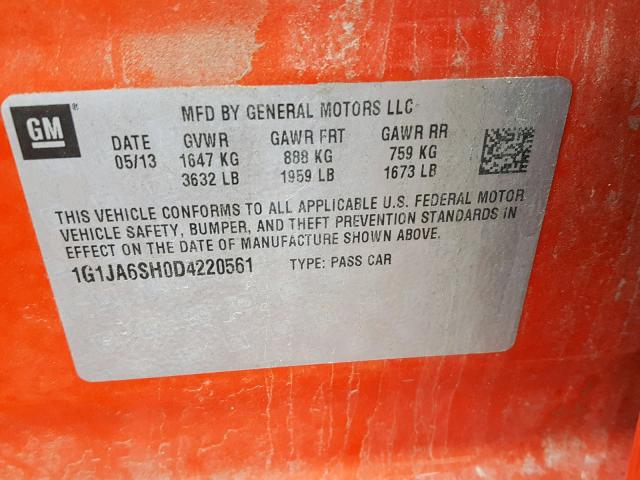 GM®
MFD BY GENERAL MOTORS LLC
DATE GVWR GAWR FRT GAWR RR
05/13 1647 KG 888 KG 759 KG
3632 LB 1959 LB 1673 LB
THIS VEHICLE CONFORMS TO ALL APPLICABLE U.S. FEDERAL MOTOR
VEHICLE SAFETY, BUMPER, AND THEFT PREVENTION STANDARDS IN
EFFECT ON THE DATE OF MANUFACTURE SHOWN ABOVE.
1G1JA6SH0D4220561 TYPE: PASS CAR